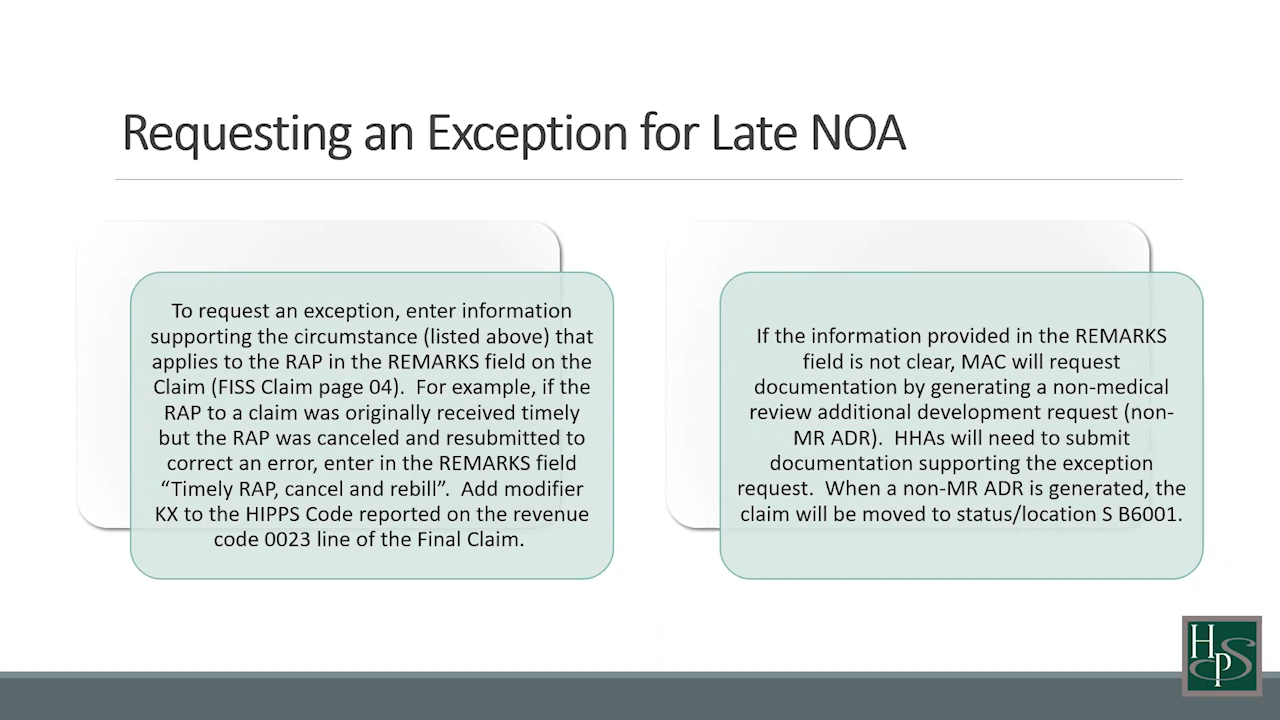 Requesting an Exception for Late NOA
To request an exception, enter information
supporting the circumstance (listed above) that
applies to the RAP in the REMARKS field on the
Claim (FISS Claim page 04).  For example, if the
RAP to a claim was originally received timely
but the RAP was canceled and resubmitted to
correct an error, enter in the REMARKS field
“Timely RAP, cancel and rebill”.  Add modifier
KX to the HIPPS Code reported on the revenue
code 0023 line of the Final Claim.
If the information provided in the REMARKS
field is not clear, MAC will request
documentation by generating a non-medical
review additional development request (non-
MR ADR).  HHAs will need to submit
documentation supporting the exception
request.  When a non-MR ADR is generated, the
claim will be moved to status/location S B6001.
HPS